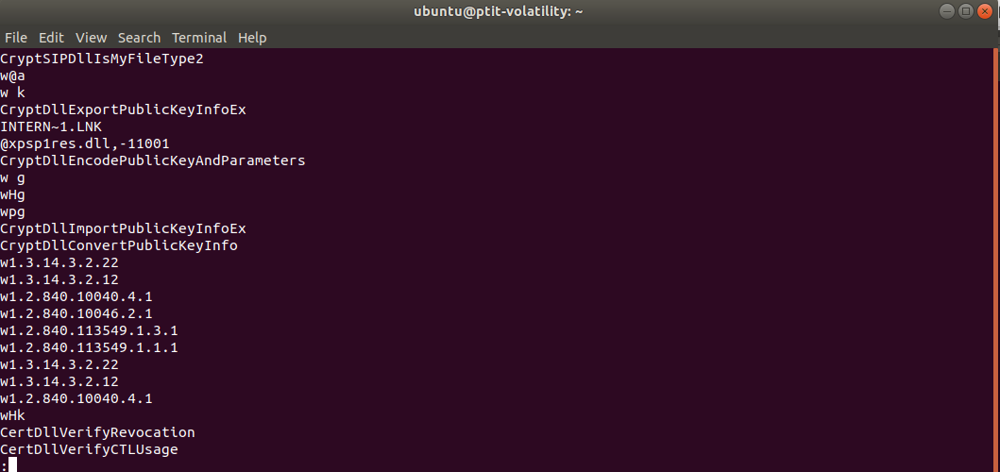 ubuntu@ptit-volatility: ~
File Edit View Search Terminal Help
CryptSIPDllIsMyFileType2
w@a
w k
CryptDllExportPublicKeyInfoEx
INTERN~1.LNK
@xpsp1res.dll,-11001
CryptDllEncodePublicKeyAndParameters
w g
wHg
wpg
CryptDllImportPublicKeyInfoEx
CryptDllConvertPublicKeyInfo
w1.3.14.3.2.22
w1.3.14.3.2.12
w1.2.840.10040.4.1
w1.2.840.10046.2.1
w1.2.840.113549.1.3.1
w1.2.840.113549.1.1.1
w1.3.14.3.2.22
w1.3.14.3.2.12
w1.2.840.10040.4.1
wHk
CertDllVerifyRevocation
CertDllVerifyCTLUsage
: